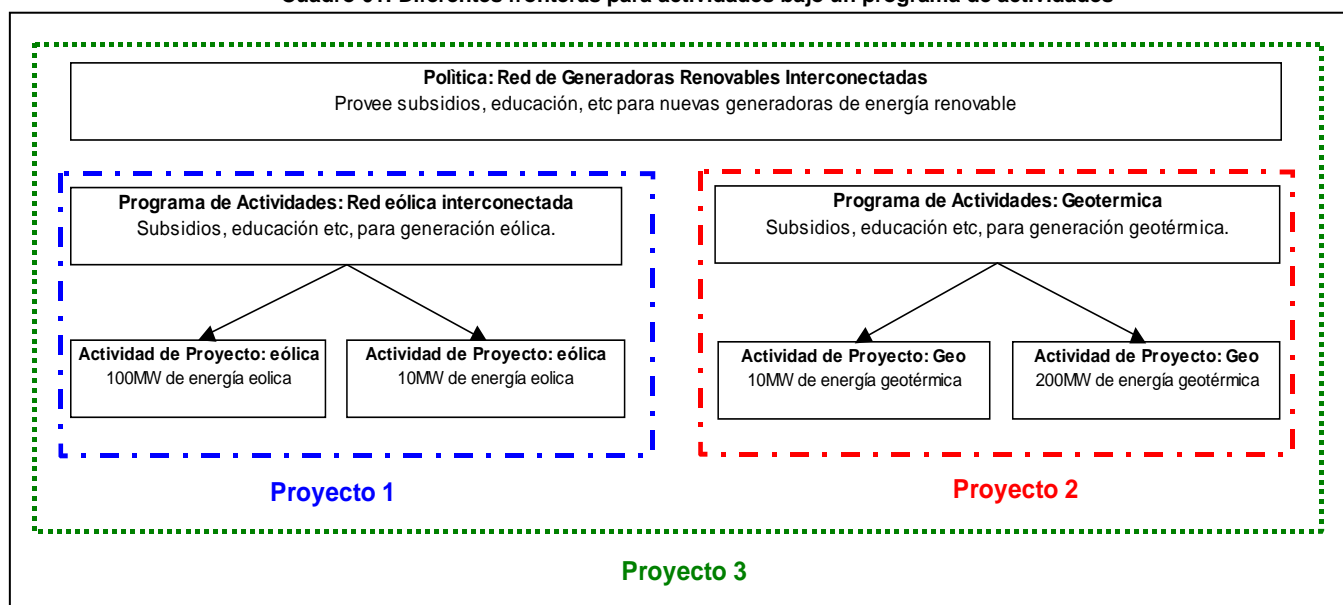 Cuadro 01: Diferentes fronteras para actividades bajo un programa de actividades
Polìtica: Red de Generadoras Renovables Interconectadas
Provee subsidios, educación, etc para nuevas generadoras de energía renovable
Programa de Actividades: Red eólica interconectada
Subsidios, educación etc, para generación eólica.
Programa de Actividades: Geotermica
Subsidios, educación etc, para generación geotérmica.
Actividad de Proyecto: eólica
100MW de energía eolica
Actividad de Proyecto: eólica
10MW de energía eolica
Actividad de Proyecto: Geo
10MW de energía geotérmica
Actividad de Proyecto: Geo
200MW de energía geotérmica
Proyecto 1
Proyecto 2
Proyecto 3